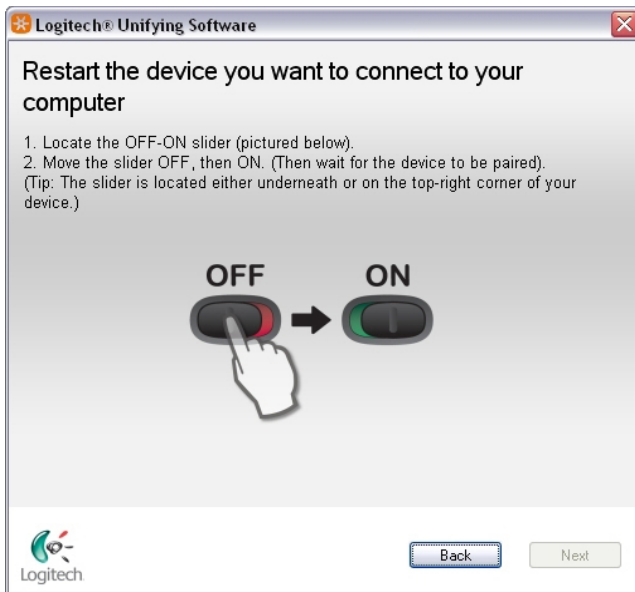 Logitech® Unifying Software
Restart the device you want to connect to your
computer
1. Locate the OFF-ON slider (pictured below).
2. Move the slider OFF, then ON. (Then wait for the device to be paired).
(Tip: The slider is located either underneath or on the top-right corner of your
device.)
OFF ON
Logitech
Back Next